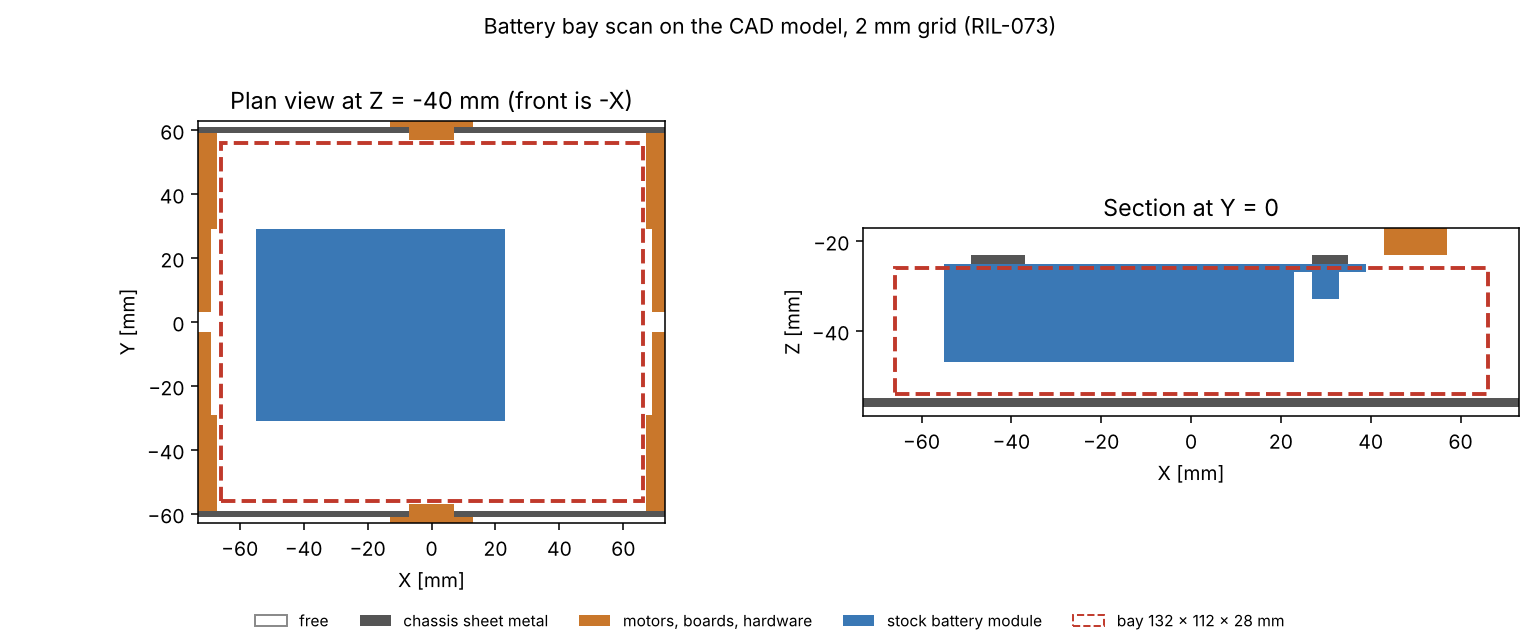 Battery bay scan on the CAD model, 2 mm grid (RIL-073)
Plan view at Z = -40 mm (front is -X)
60
40
20
0
−20
−40
−60
Y [mm]
−60 −40 −20 0 20 40 60
X [mm]
Section at Y = 0
−20
−40
Z [mm]
−60 −40 −20 0 20 40 60
X [mm]
free chassis sheet metal motors, boards, hardware stock battery module bay 132 × 112 × 28 mm